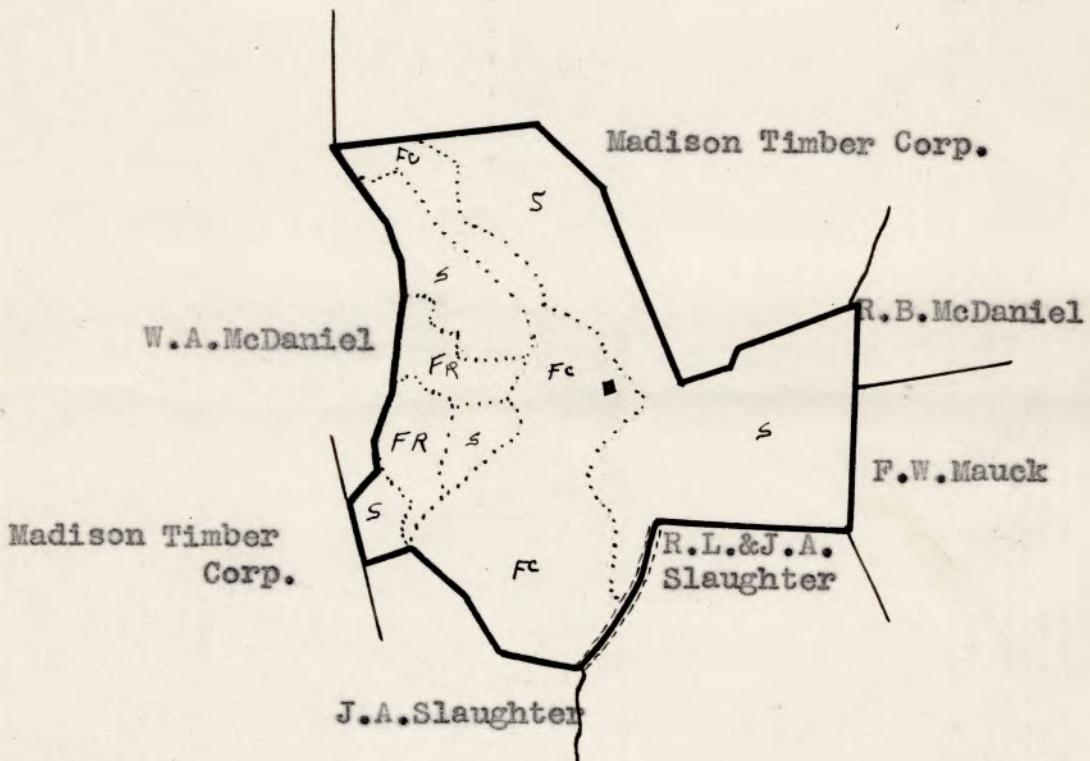 Madison Timber Corp.
Fc
S
S
R.B.McDaniel
W.A.McDaniel
FR
Fc
S
FR
S
F.W.Mauck
S
Madison Timber
Corp.
R.L.&J.A.
Slaughter
Fc
J.A.Slaughter